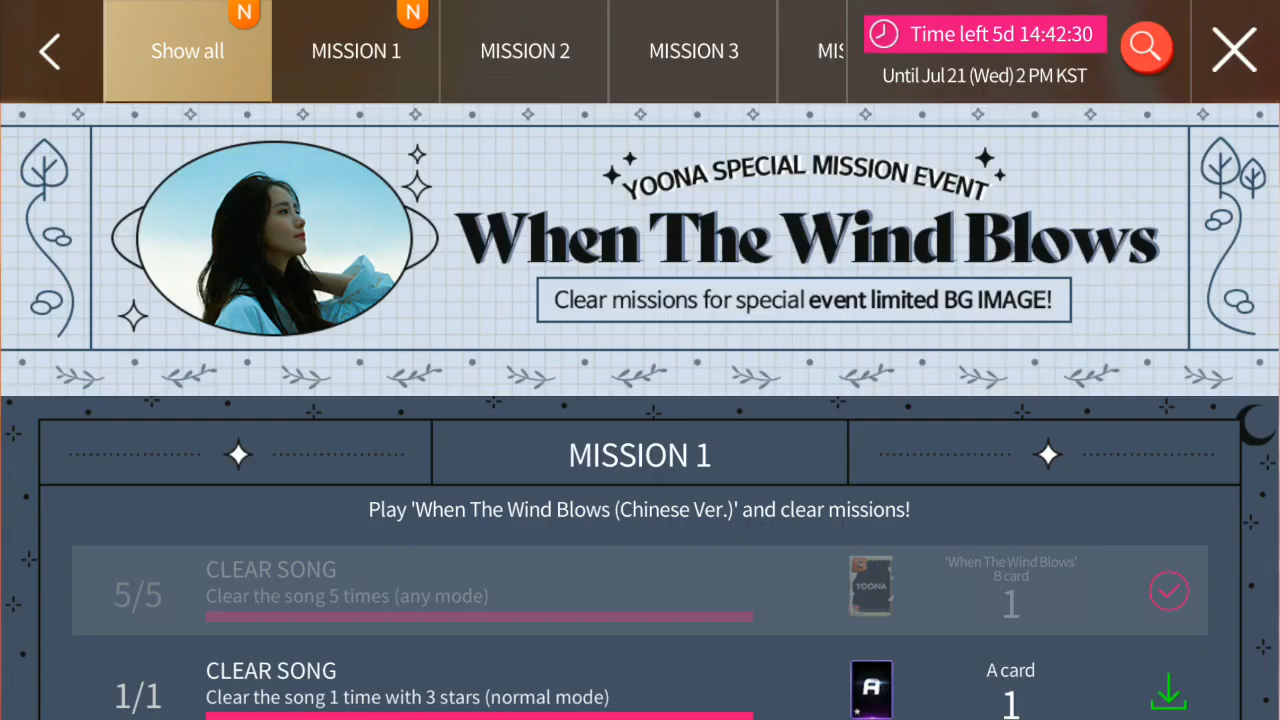 N
N
Show all
MISSION 1
MISSION 2
MISSION 3
MIS
Time left 5d 14:42:30
Until Jul 21 (Wed) 2 PM KST
YOONA SPECIAL MISSION EVENT
When The Wind Blows
Clear missions for special event limited BG IMAGE!
MISSION 1
Play 'When The Wind Blows (Chinese Ver.)' and clear missions!
5/5
CLEAR SONG
Clear the song 5 times (any mode)
B
YOONA
'When The Wind Blows'
B card
1
1/1
CLEAR SONG
Clear the song 1 time with 3 stars (normal mode)
A
A card
1